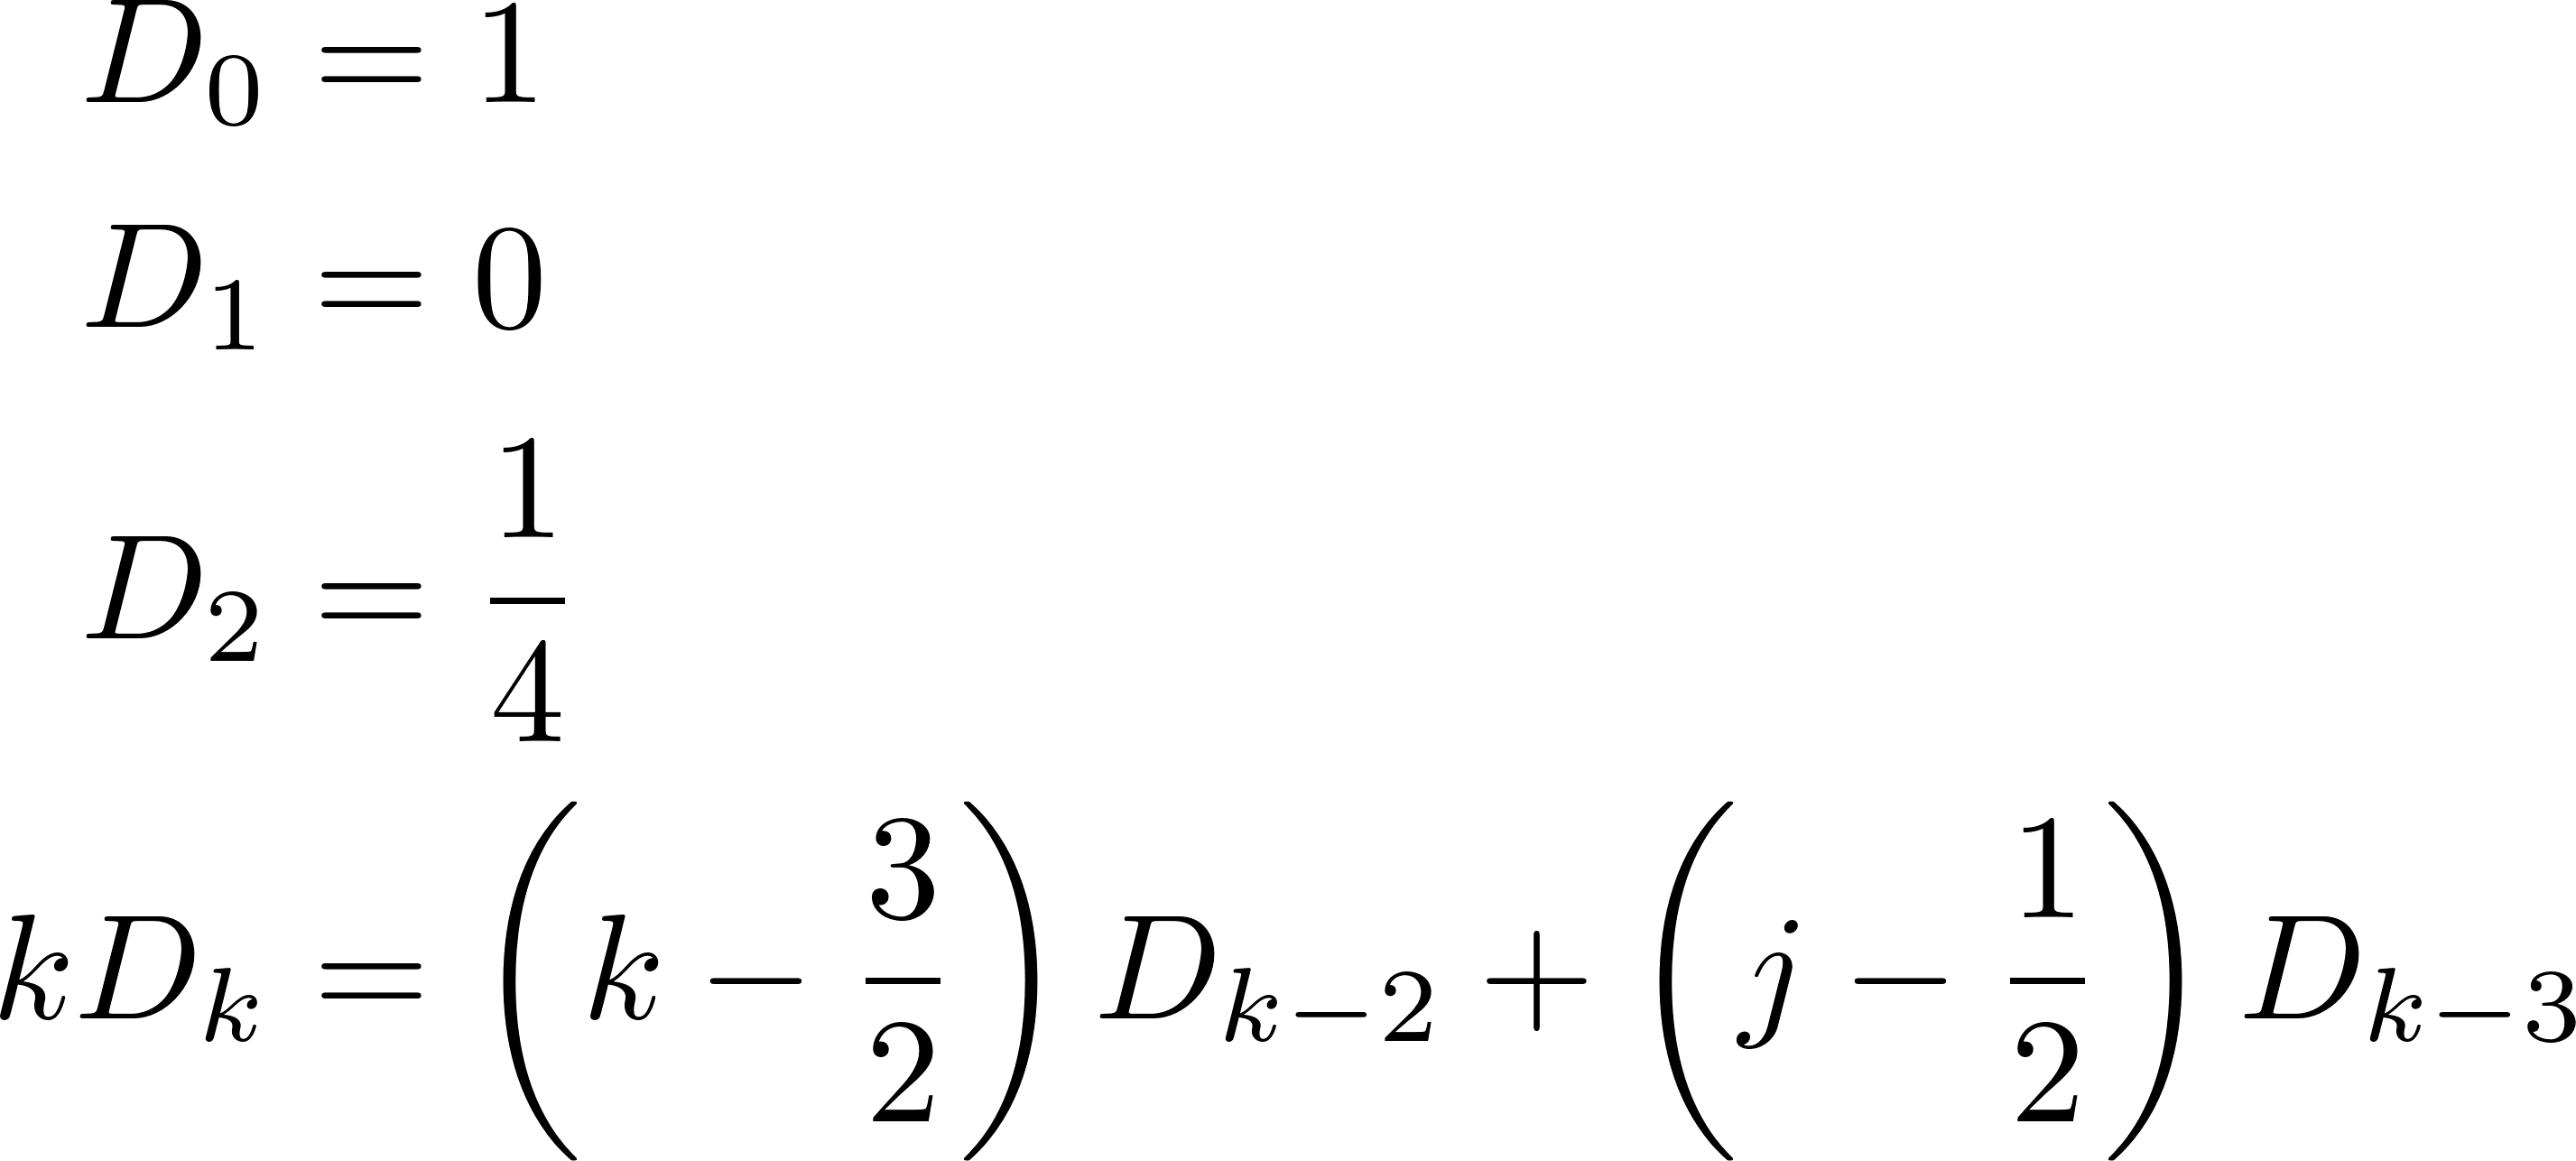 D_0 = 1
D_1 = 0
D_2 = \frac{1}{4}
kD_k = \left(k - \frac{3}{2}\right) D_{k-2} + \left(j - \frac{1}{2}\right) D_{k-3}